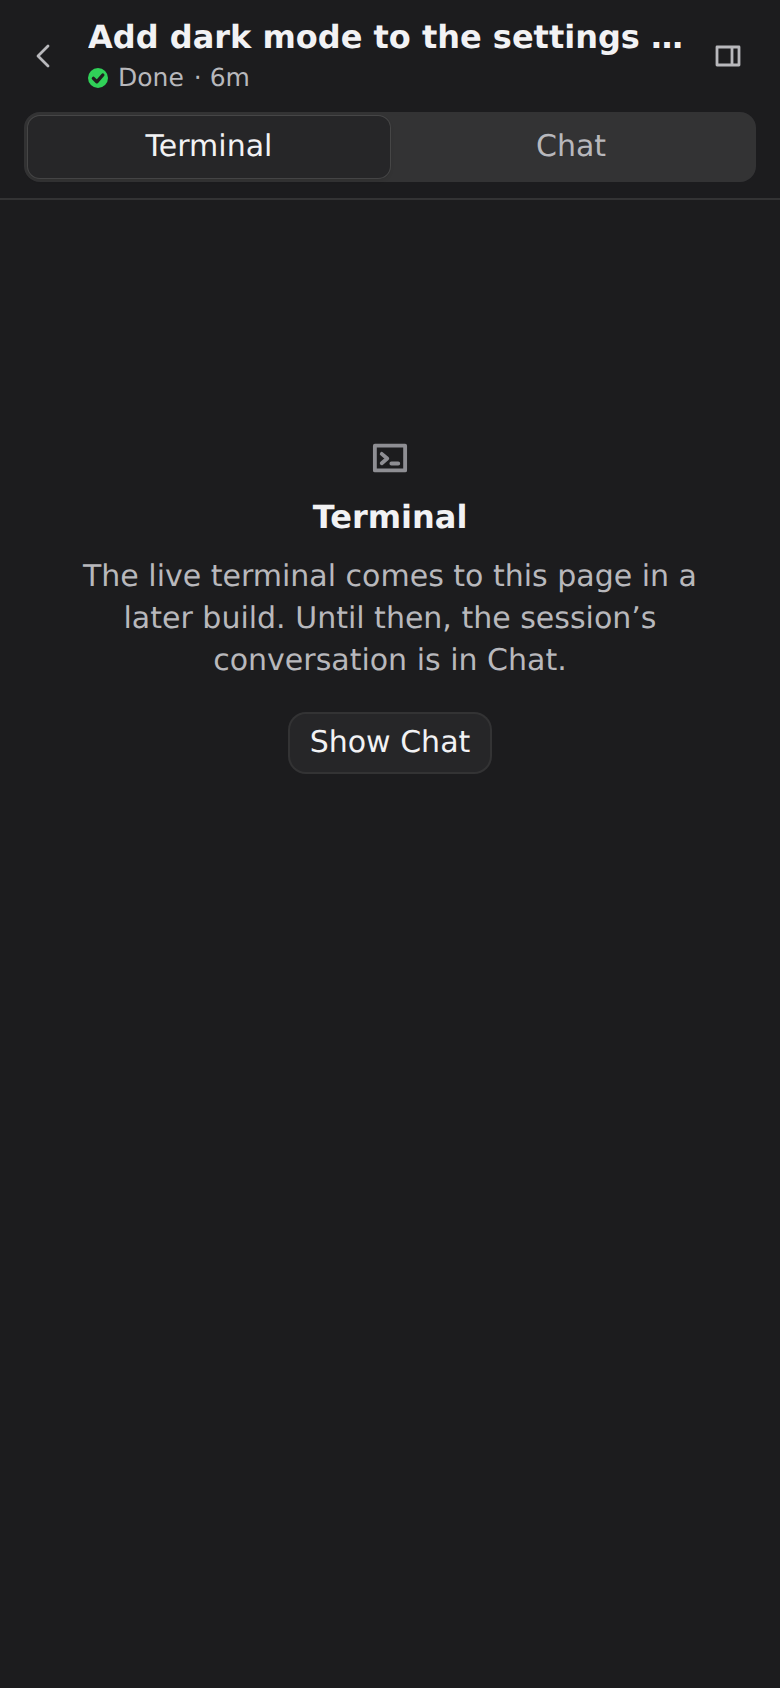 Add dark mode to the settings …
Done · 6m
Terminal
Chat
Terminal
The live terminal comes to this page in a
later build. Until then, the session’s
conversation is in Chat.
Show Chat